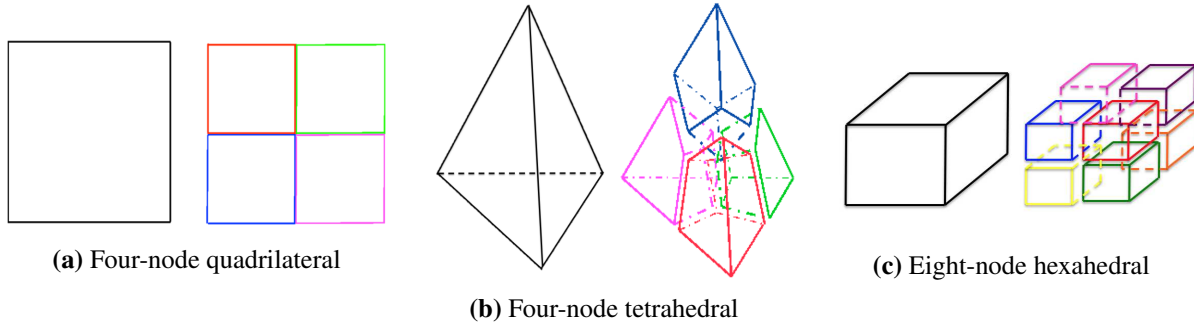 (a) Four-node quadrilateral
(b) Four-node tetrahedral
(c) Eight-node hexahedral